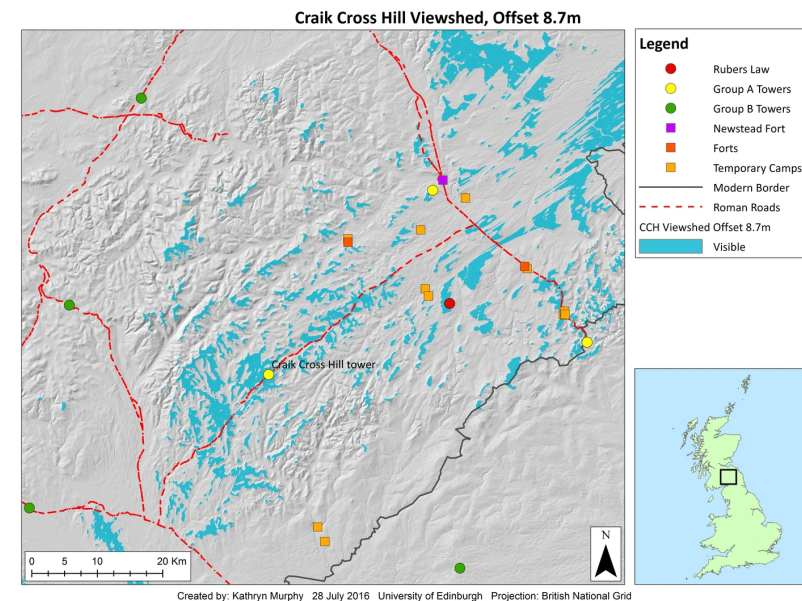 Craik Cross Hill Viewshed, Offset 8.7m
Legend
Rubers Law
Group A Towers
Group B Towers
Newstead Fort
Forts
Temporary Camps
Modern Border
Roman Roads
CCH Viewshed Offset 8.7m
Visible
Craik Cross Hill tower
0 5 10 20 Km
N
Created by: Kathryn Murphy 28 July 2016 University of Edinburgh Projection: British National Grid